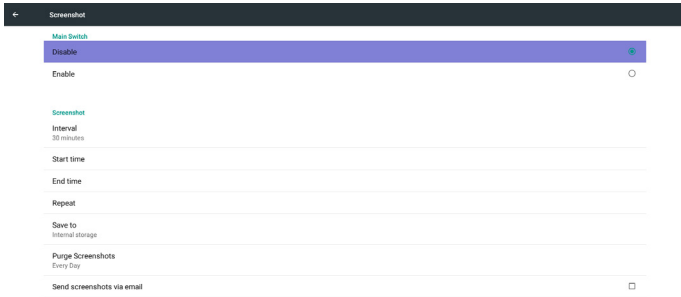 Screenshot
Main Switch
Disable
Enable
Screenshot
Interval
30 minutes
Start time
End time
Repeat
Save to
Internal storage
Purge Screenshots
Every Day
Send screenshots via email